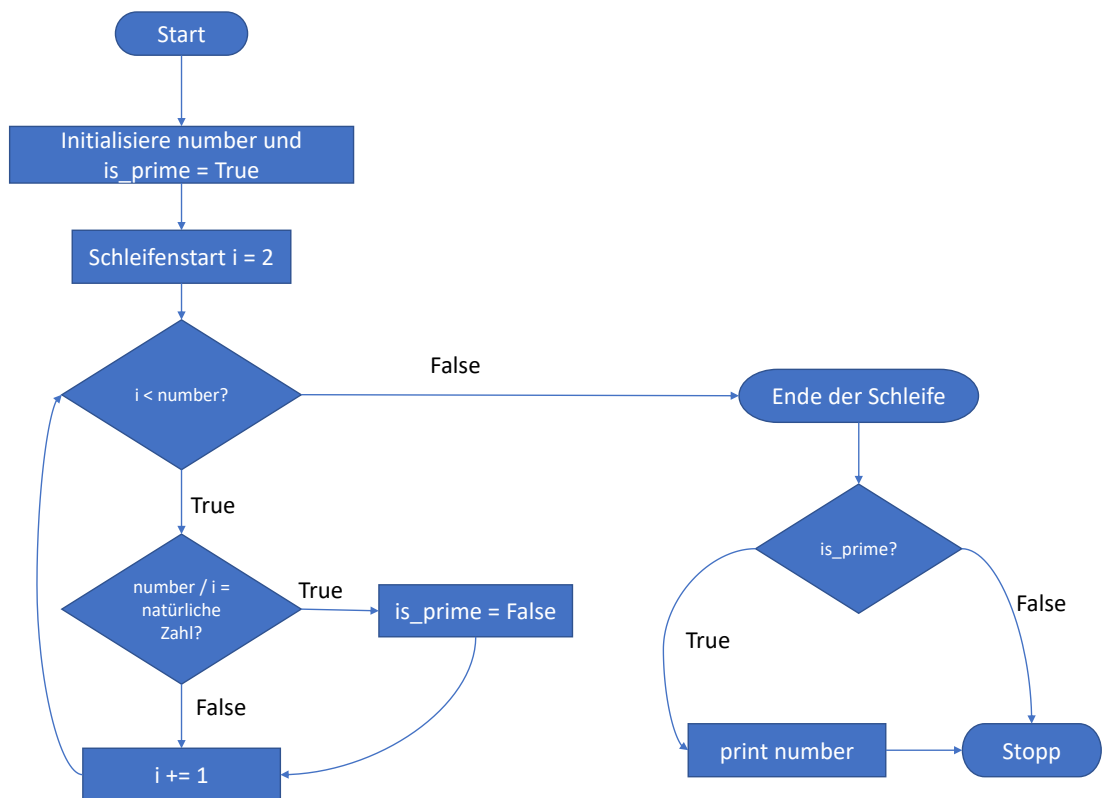 Start
Initialisiere number und
is_prime = True
Schleifenstart i = 2
i < number?
False
Ende der Schleife
True
is_prime?
number / i =
natürliche
Zahl?
True
is_prime = False
True
False
False
i += 1
print number
Stopp